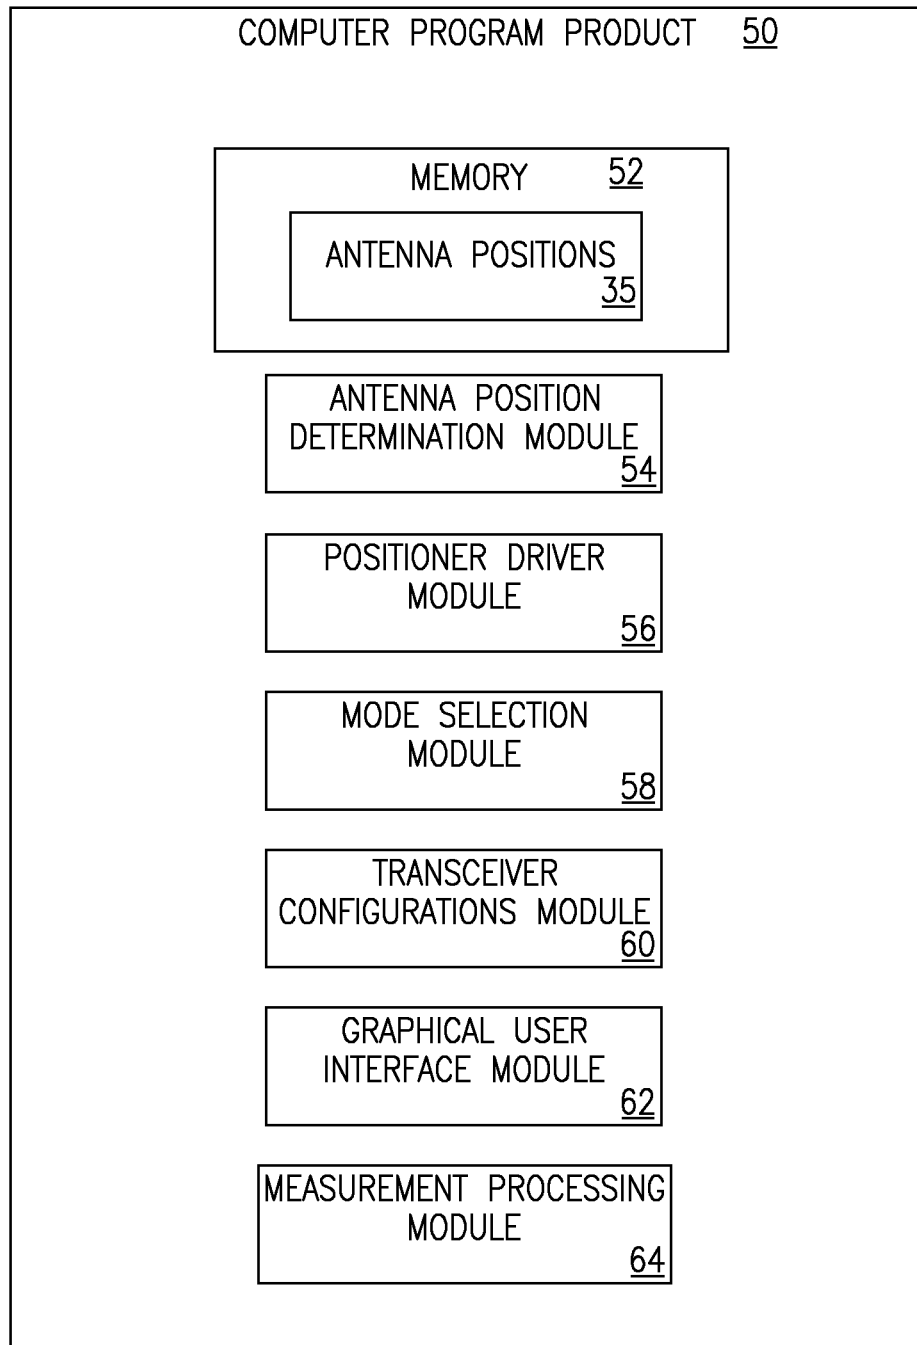 COMPUTER PROGRAM PRODUCT 50
MEMORY 52
ANTENNA POSITIONS
35
ANTENNA POSITION
DETERMINATION MODULE
54
POSITIONER DRIVER
MODULE
56
MODE SELECTION
MODULE
58
TRANSCEIVER
CONFIGURATIONS MODULE
60
GRAPHICAL USER
INTERFACE MODULE
62
MEASUREMENT PROCESSING
MODULE
64